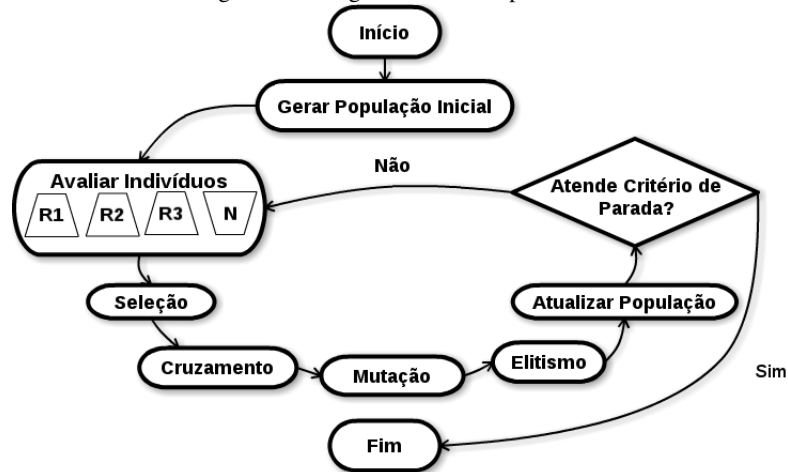 Início
Gerar População Inicial
Avaliar Indivíduos
R1 R2 R3 N
Não
Atende Critério de
Parada?
Seleção
Atualizar População
Cruzamento
Mutação
Elitismo
Sim
Fim